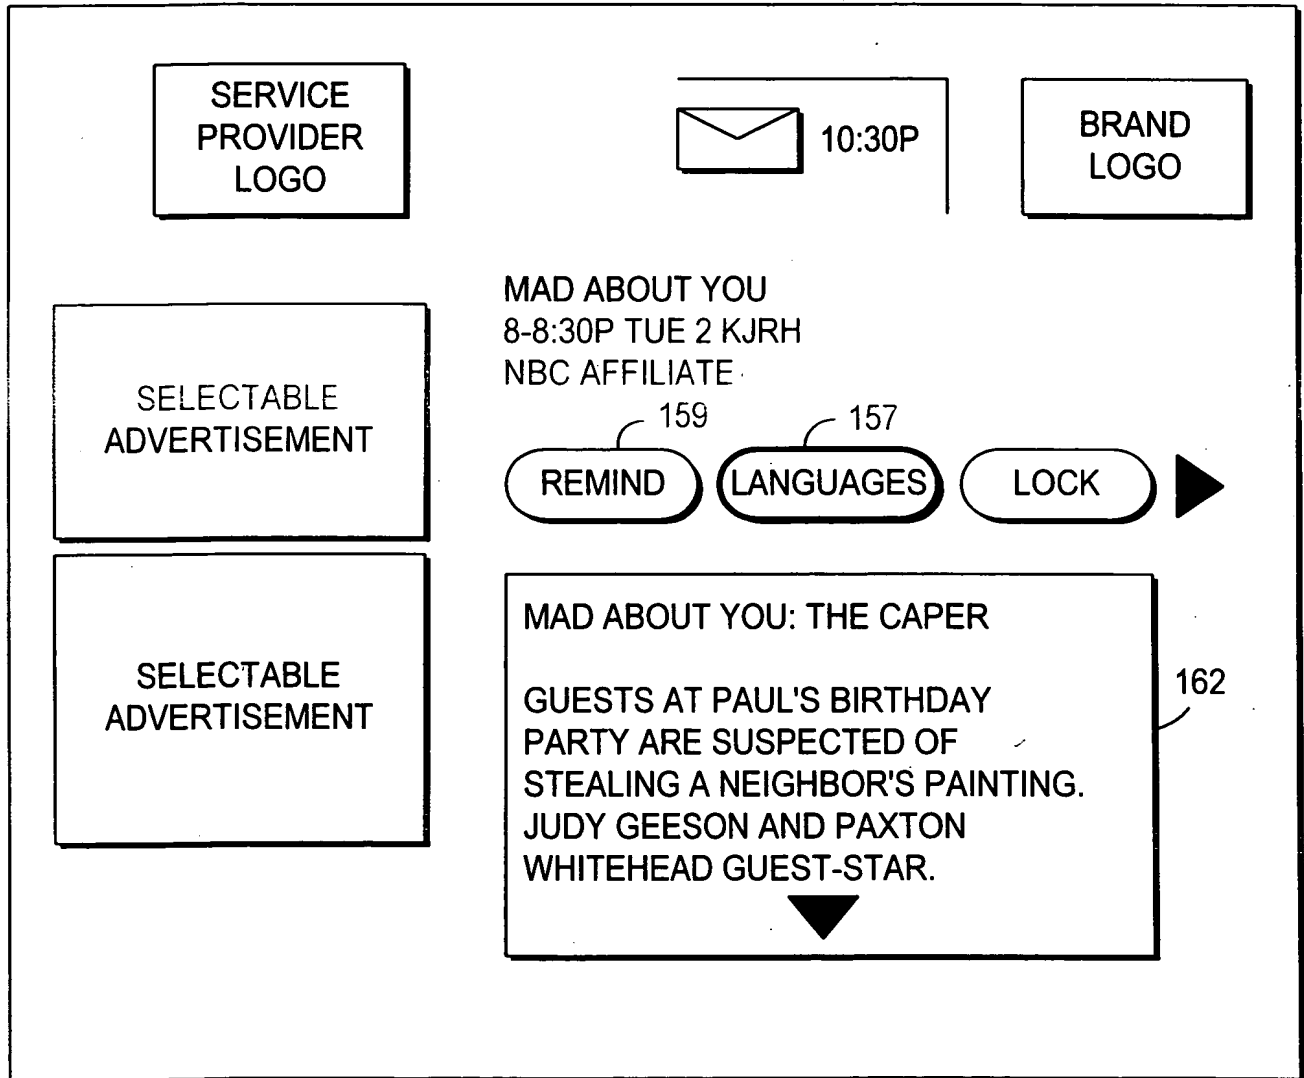 SERVICE
PROVIDER
LOGO
10:30P
BRAND
LOGO
SELECTABLE
ADVERTISEMENT
SELECTABLE
ADVERTISEMENT
MAD ABOUT YOU
8-8:30P TUE 2 KJRH
NBC AFFILIATE
159
157
REMIND
LANGUAGES
LOCK
MAD ABOUT YOU: THE CAPER
GUESTS AT PAUL'S BIRTHDAY
PARTY ARE SUSPECTED OF
STEALING A NEIGHBOR'S PAINTING.
JUDY GEESON AND PAXTON
WHITEHEAD GUEST-STAR.
162